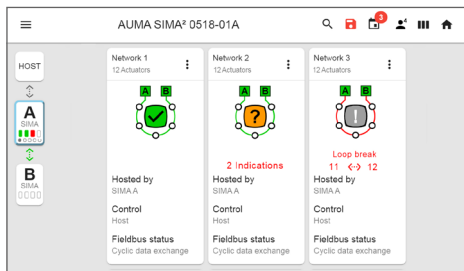 AUMA SIMA² 0518-01A
3
4
HOST
A
SIMA
B
SIMA
Network 1
12 Actuators
A B
Hosted by
SIMA A
Control
Host
Fieldbus status
Cyclic data exchange
Network 2
12 Actuators
A B
?
2 Indications
Hosted by
SIMA A
Control
Host
Fieldbus status
Cyclic data exchange
Network 3
12 Actuators
A B
!
Loop break
11 <··> 12
Hosted by
SIMA A
Control
Host
Fieldbus status
Cyclic data exchange